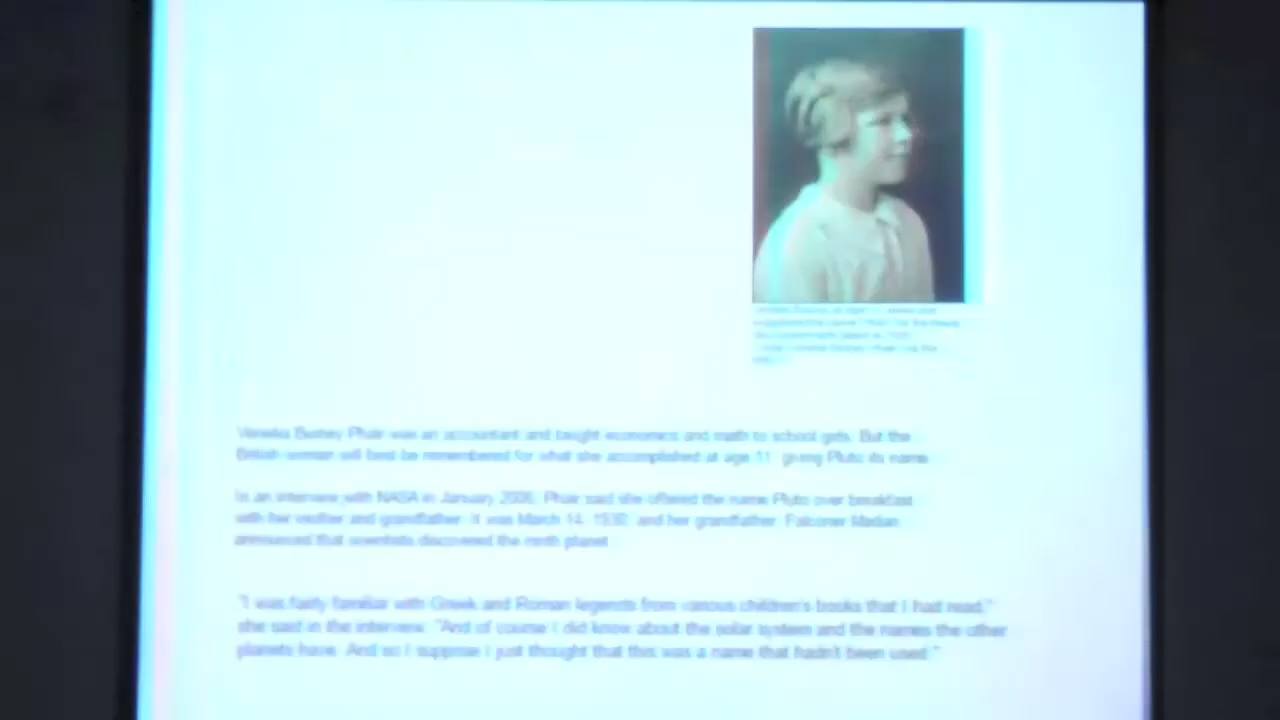 Venetia Burney Phair was an accountant and taught economics and math to school girls. But the
British woman will best be remembered for what she accomplished at age 11: giving Pluto its name.
In an interview with NASA in January 2006, Phair said she offered the name Pluto over breakfast
with her mother and grandfather. It was March 14, 1930, and her grandfather, Falconer Madan,
announced that scientists discovered the ninth planet.
"I was fairly familiar with Greek and Roman legends from various children's books that I had read,"
she said in the interview. "And of course I did know about the solar system and the names the other
planets have. And so I suppose I just thought that this was a name that hadn't been used."